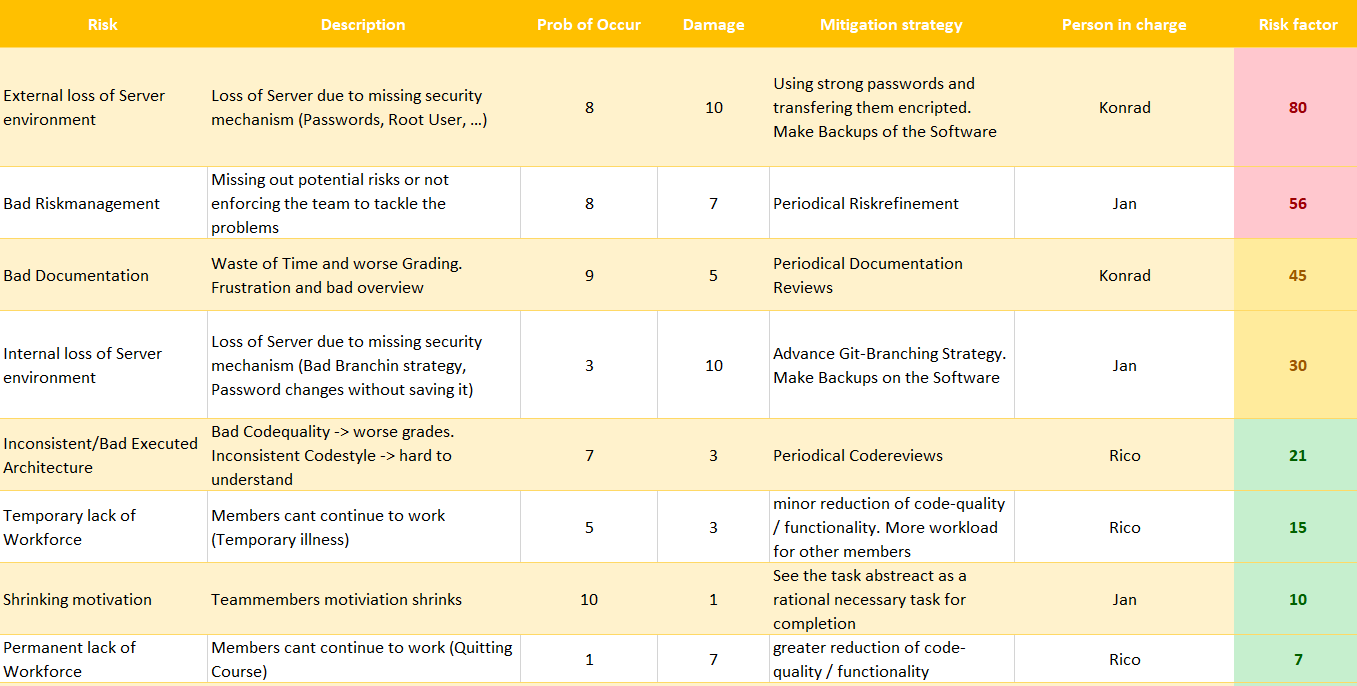 Risk Description Prob of Occur Damage Mitigation strategy Person in charge Risk factor
External loss of Server
environment
Loss of Server due to missing security
mechanism (Passwords, Root User, ...)
8
10
Using strong passwords and
transfering them encripted.
Make Backups of the Software
Konrad
80
Bad Riskmanagement
Missing out potential risks or not
enforcing the team to tackle the
problems
8
7
Periodical Riskrefinement
Jan
56
Bad Documentation
Waste of Time and worse Grading.
Frustration and bad overview
9
5
Periodical Documentation
Reviews
Konrad
45
Internal loss of Server
environment
Loss of Server due to missing security
mechanism (Bad Branchin strategy,
Password changes without saving it)
3
10
Advance Git-Branching Strategy.
Make Backups on the Software
Jan
30
Inconsistent/Bad Executed
Architecture
Bad Codequality -> worse grades.
Inconsistent Codestyle -> hard to
understand
7
3
Periodical Codereviews
Rico
21
Temporary lack of
Workforce
Members cant continue to work
(Temporary illness)
5
3
minor reduction of code-quality
/ functionality. More workload
for other members
Rico
15
Shrinking motivation
Teammembers motiviation shrinks
10
1
See the task abstreact as a
rational necessary task for
completion
Jan
10
Permanent lack of
Workforce
Members cant continue to work (Quitting
Course)
1
7
greater reduction of code-
quality / functionality
Rico
7